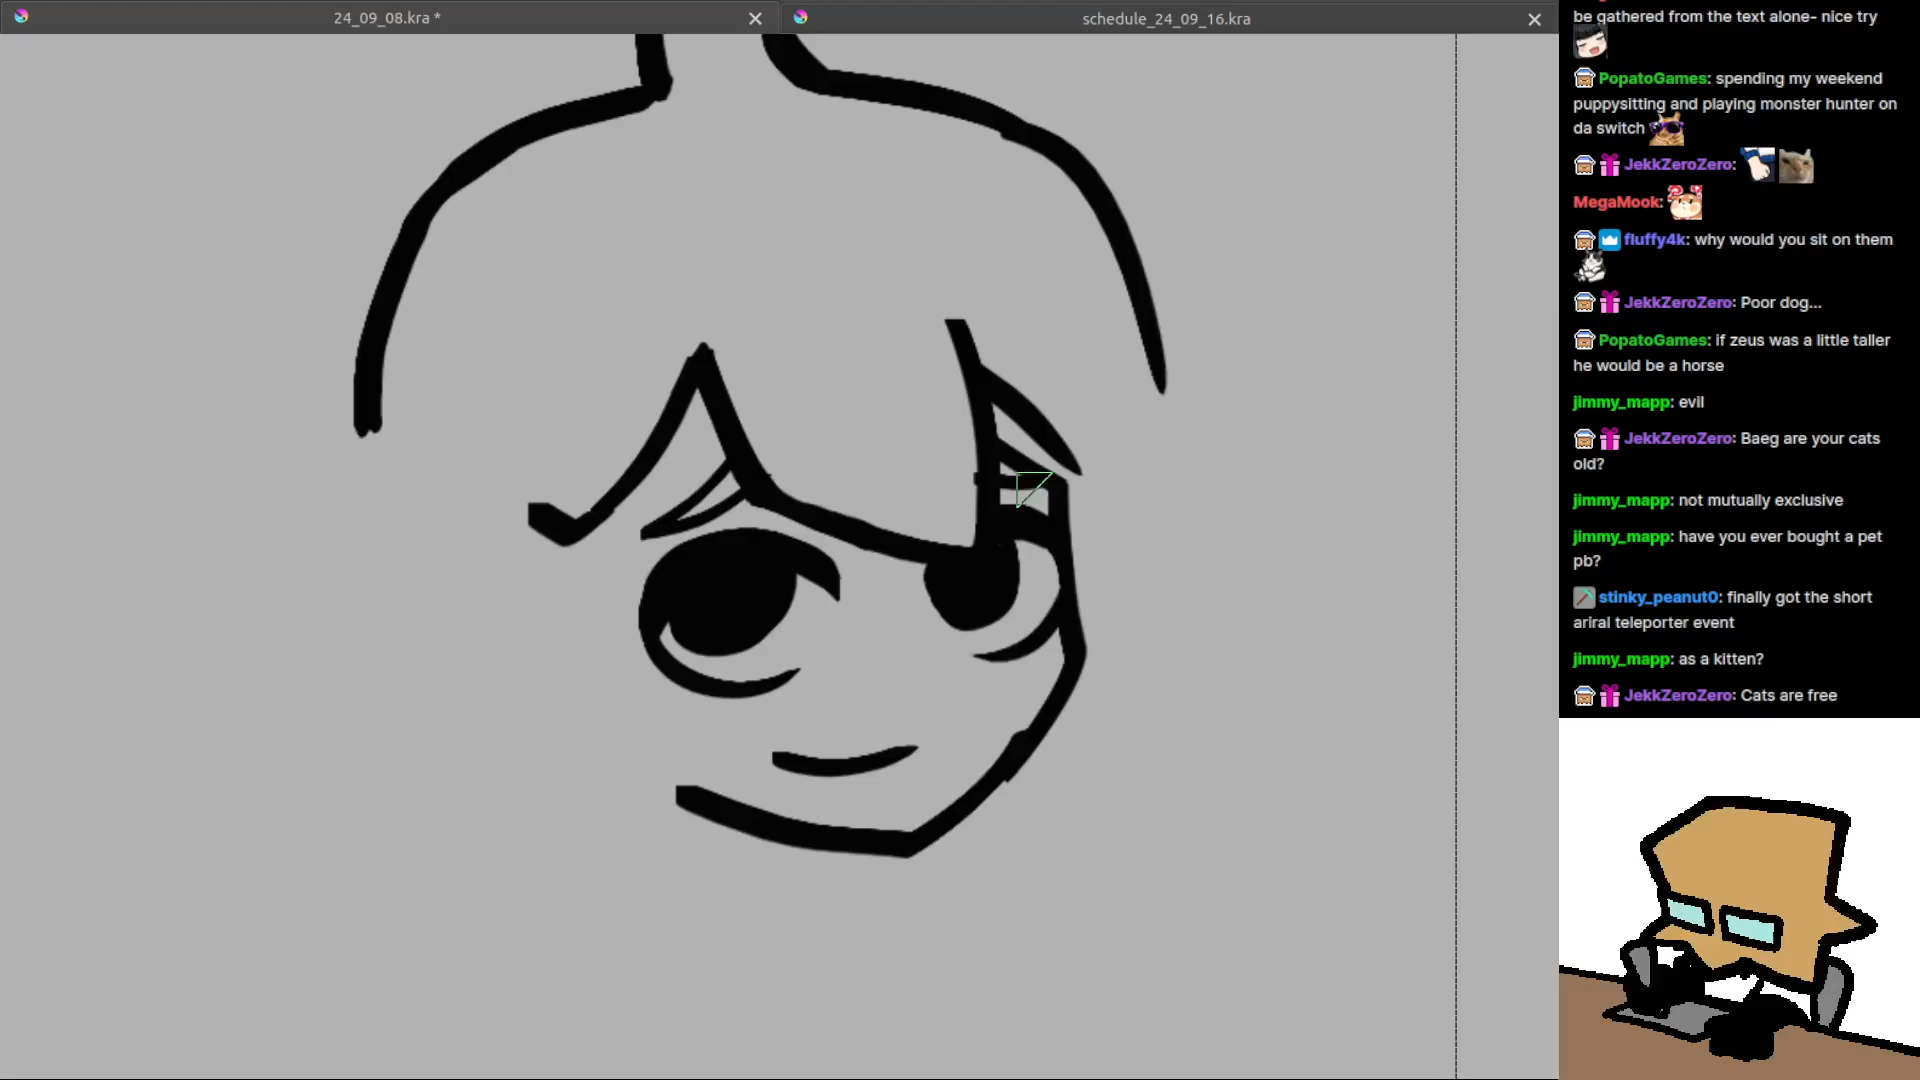 24_09_08.kra *
schedule_24_09_16.kra
be gathered from the text alone- nice try
PopatoGames: spending my weekend
puppysitting and playing monster hunter on
da switch
JekkZeroZero:
MegaMook:
fluffy4k: why would you sit on them
JekkZeroZero: Poor dog...
PopatoGames: if zeus was a little taller
he would be a horse
jimmy_mapp: evil
JekkZeroZero: Baeg are your cats
old?
jimmy_mapp: not mutually exclusive
jimmy_mapp: have you ever bought a pet
pb?
stinky_peanut0: finally got the short
ariral teleporter event
jimmy_mapp: as a kitten?
JekkZeroZero: Cats are free